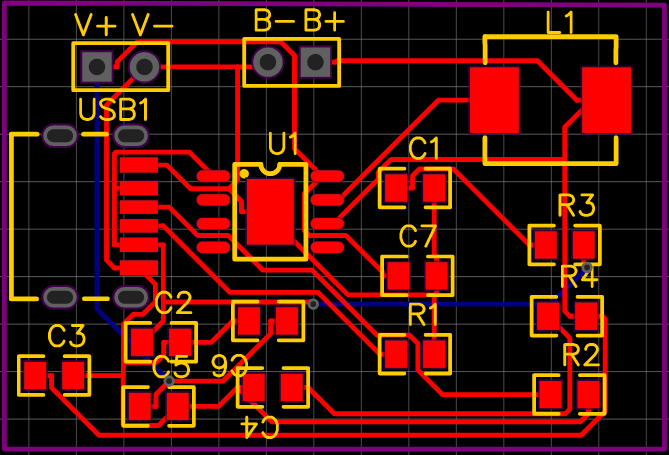 V+ V- B- B+ L1
USB1
U1
C1
R3
C7
R4
C2
R1
C3
R2
C5
C6
C4